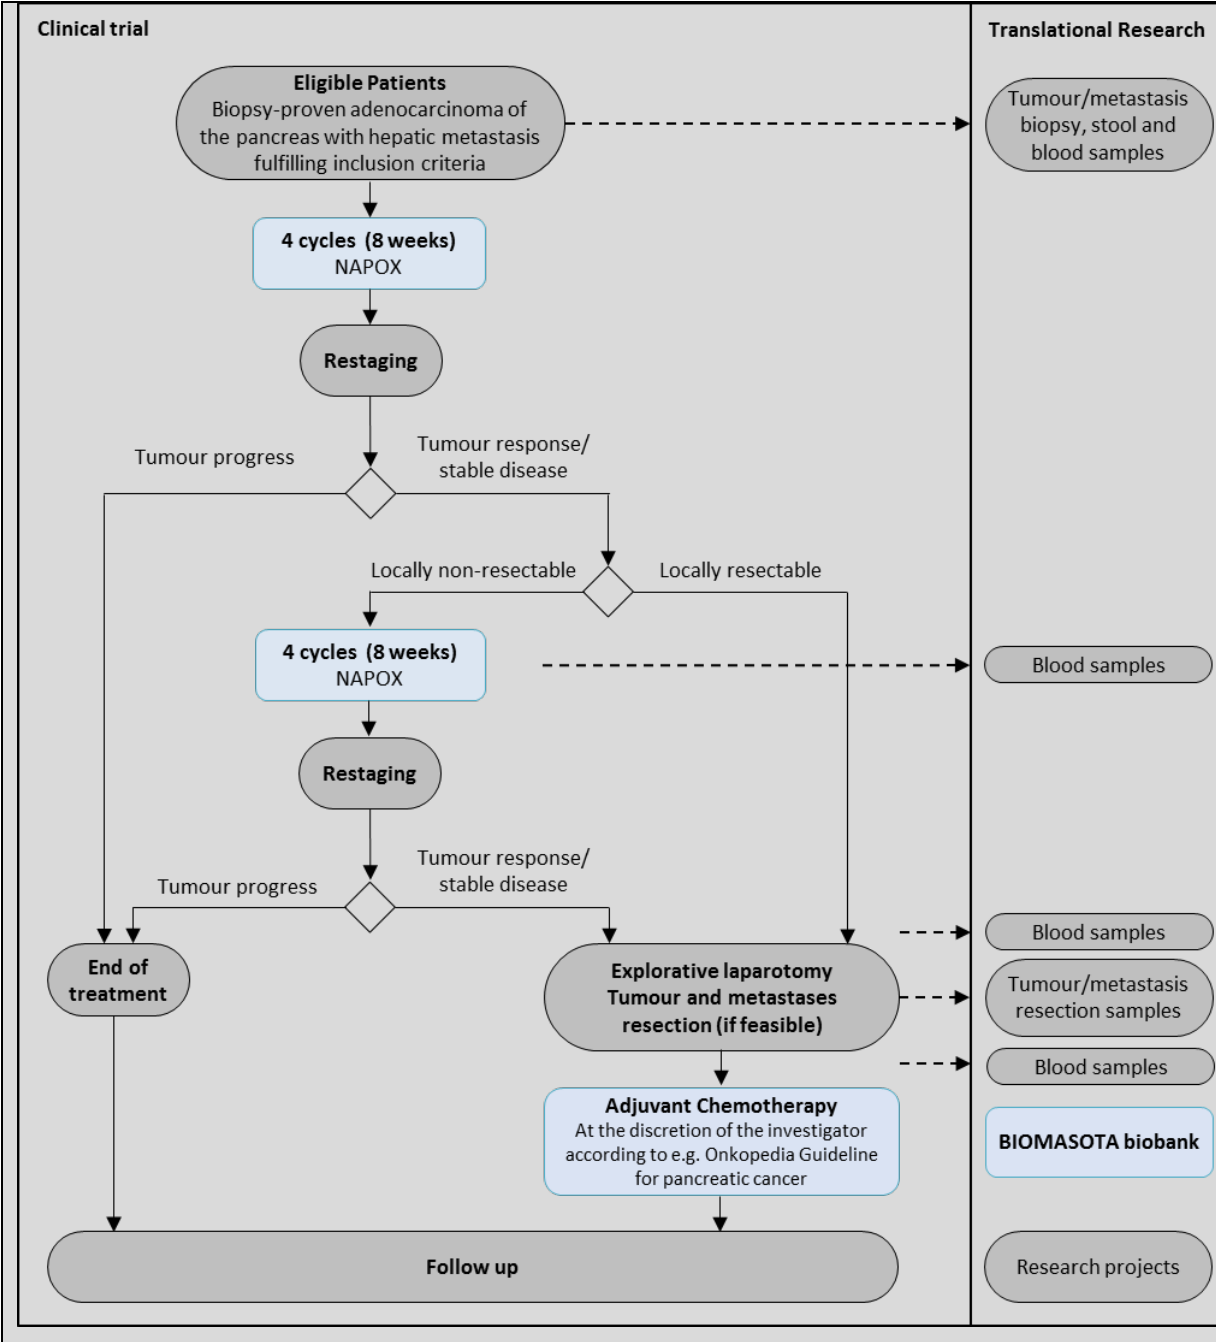 Clinical trial
Translational Research
Eligible Patients
Biopsy-proven adenocarcinoma of
the pancreas with hepatic metastasis
fulfilling inclusion criteria
Tumour/metastasis
biopsy, stool and
blood samples
4 cycles (8 weeks)
NAPOX
Restaging
Tumour progress
Tumour response/
stable disease
Locally non-resectable
Locally resectable
4 cycles (8 weeks)
NAPOX
Blood samples
Restaging
Tumour progress
Tumour response/
stable disease
Blood samples
End of
treatment
Explorative laparotomy
Tumour and metastases
resection (if feasible)
Tumour/metastasis
resection samples
Blood samples
Adjuvant Chemotherapy
At the discretion of the investigator
according to e.g. Onkopedia Guideline
for pancreatic cancer
BIOMASOTA biobank
Follow up
Research projects